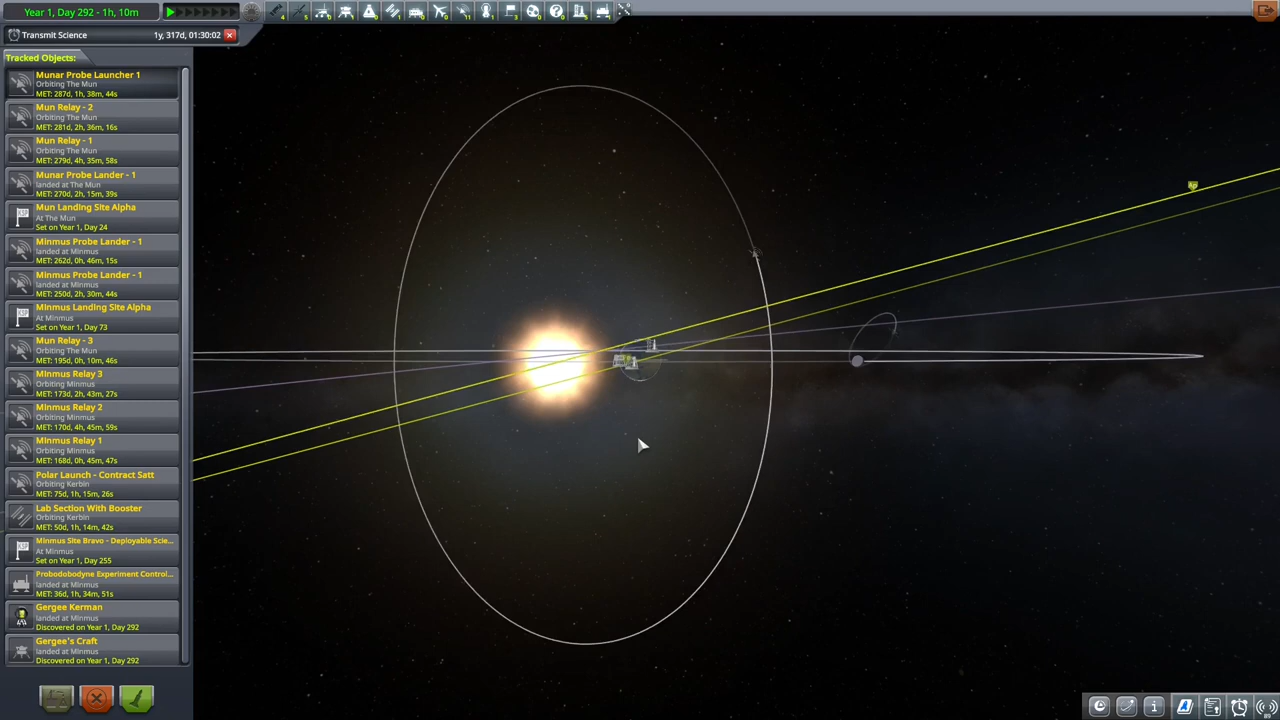 Year 1, Day 292 - 1h, 10m
Transmit Science 1y, 317d, 01:30:02
Tracked Objects:
Munar Probe Launcher 1
Orbiting The Mun
MET: 287d, 1h, 38m, 44s
Mun Relay - 2
Orbiting The Mun
MET: 281d, 2h, 36m, 16s
Mun Relay - 1
Orbiting The Mun
MET: 279d, 4h, 35m, 58s
Munar Probe Lander - 1
landed at The Mun
MET: 270d, 2h, 15m, 39s
Mun Landing Site Alpha
At The Mun
Set on Year 1, Day 24
Minmus Probe Lander - 1
landed at Minmus
MET: 262d, 0h, 46m, 15s
Minmus Probe Lander - 1
landed at Minmus
MET: 250d, 2h, 30m, 44s
Minmus Landing Site Alpha
At Minmus
Set on Year 1, Day 73
Mun Relay - 3
Orbiting The Mun
MET: 195d, 0h, 10m, 46s
Minmus Relay 3
Orbiting Minmus
MET: 173d, 2h, 43m, 27s
Minmus Relay 2
Orbiting Minmus
MET: 170d, 4h, 45m, 59s
Minmus Relay 1
Orbiting Minmus
MET: 168d, 0h, 45m, 47s
Polar Launch - Contract Satt
Orbiting Kerbin
MET: 75d, 1h, 15m, 26s
Lab Section With Booster
Orbiting Kerbin
MET: 50d, 1h, 14m, 42s
Minmus Site Bravo - Deployable Scie...
At Minmus
Set on Year 1, Day 255
Probodobodyne Experiment Control...
landed at Minmus
MET: 36d, 1h, 34m, 51s
Gergee Kerman
landed at Minmus
Discovered on Year 1, Day 292
Gergee's Craft
landed at Minmus
Discovered on Year 1, Day 292
Ap